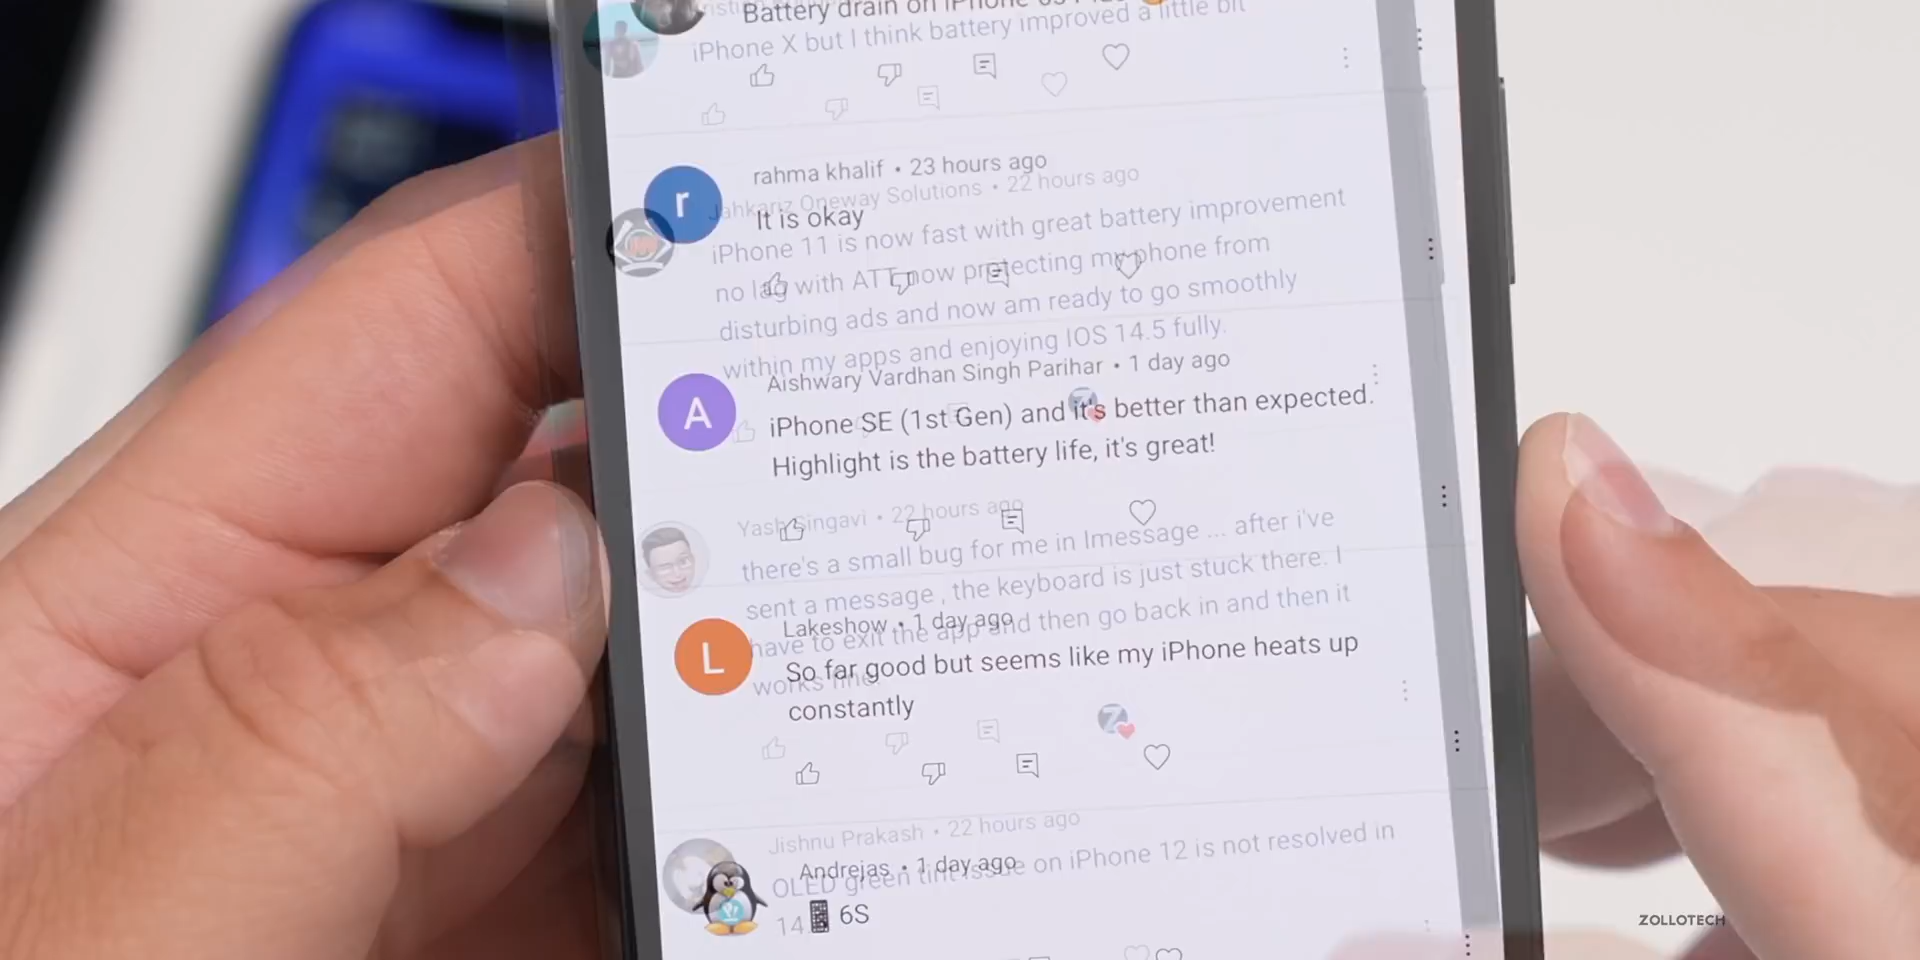 Battery drain on iPhone
iPhone X but I think battery improved a little bit
rahma khalif • 23 hours ago
Oneway Solutions • 22 hours ago
r
It is okay
iPhone 11 is now fast with great battery improvement
no lag with ATT now protecting my phone from
disturbing ads and now am ready to go smoothly
within my apps and enjoying IOS 14.5 fully.
Aishwary Vardhan Singh Parihar • 1 day ago
A
iPhone SE (1st Gen) and it's better than expected.
Highlight is the battery life, it's great!
Yash Singavi • 22 hours ago
there's a small bug for me in Imessage ... after i've
sent a message , the keyboard is just stuck there. I
have to exit the app and then go back in and then it
works fine
Lakeshow • 1 day ago
L
So far good but seems like my iPhone heats up
constantly
Z
Jishnu Prakash • 22 hours ago
OLED green tint issue on iPhone 12 is not resolved in
14
Andrejas • 1 day ago
6S
ZOLLOTECH